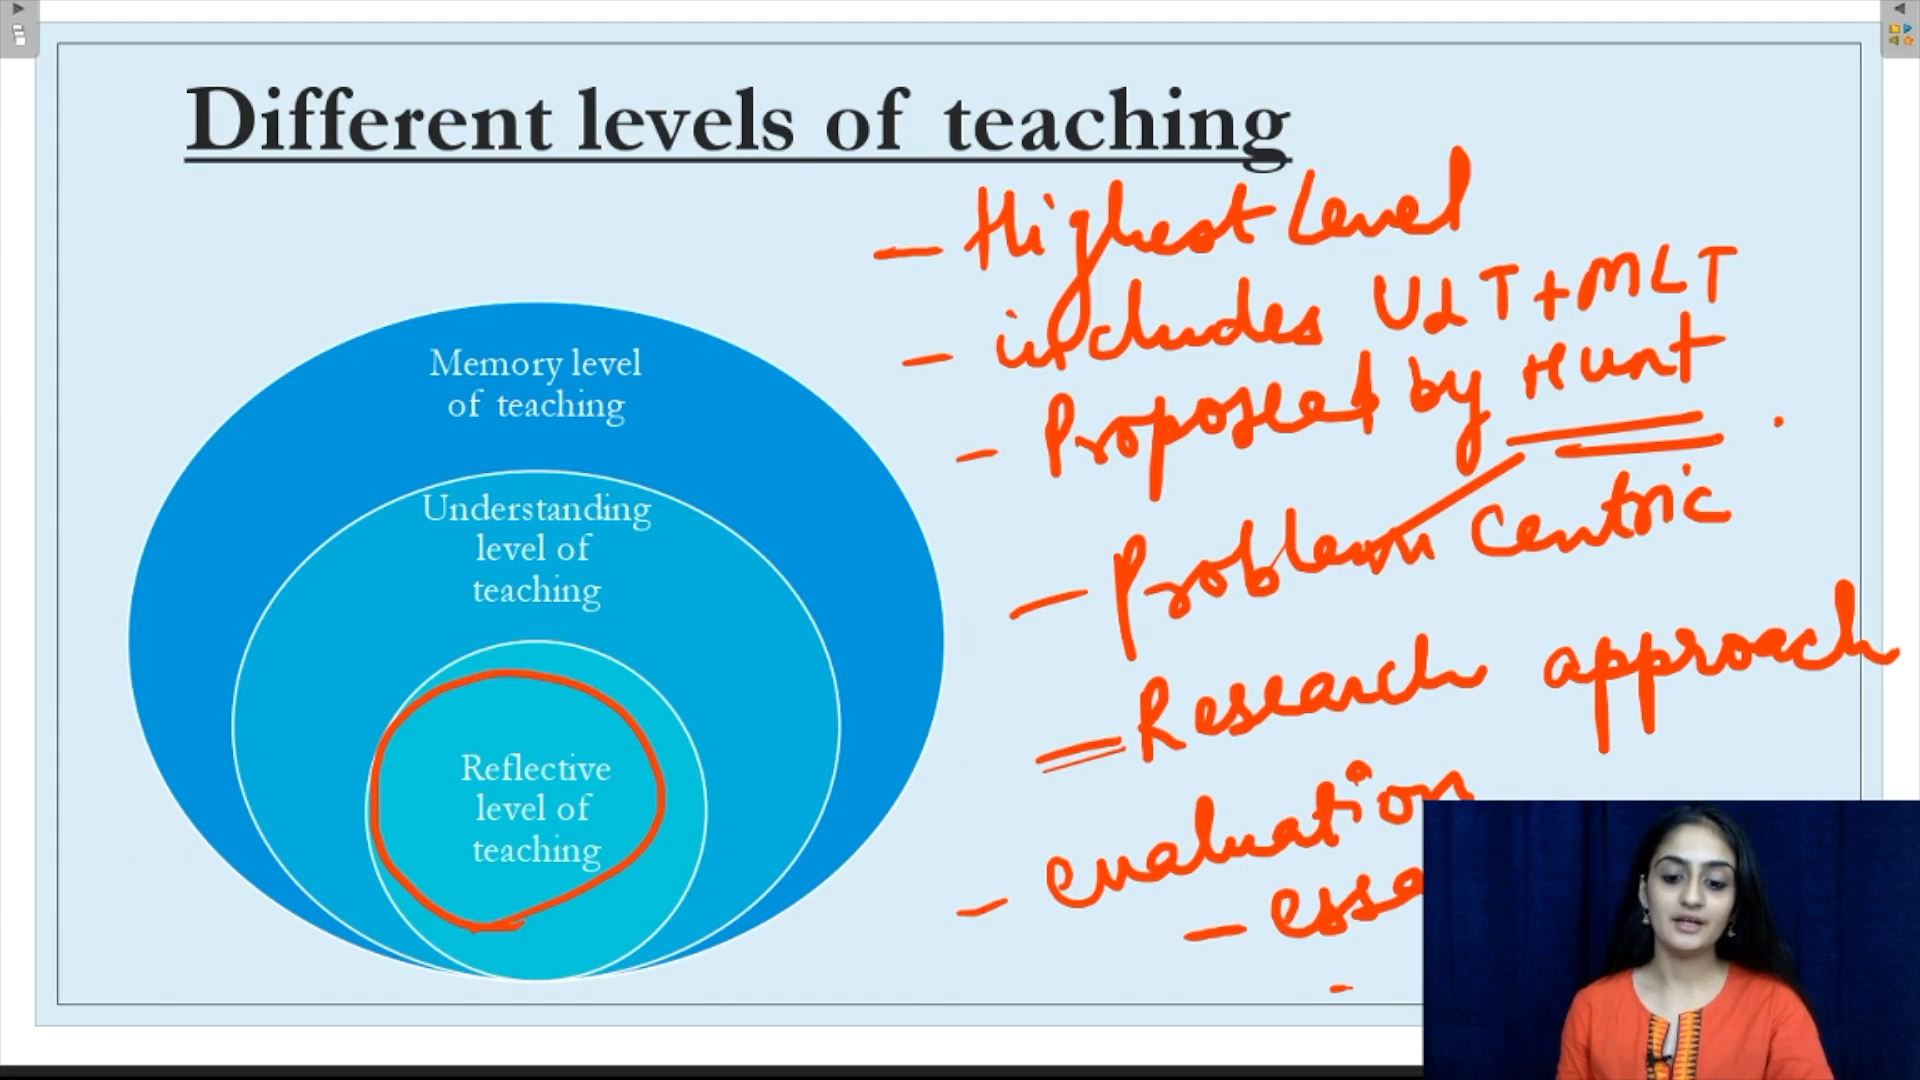 Different levels of teaching
Memory level
of teaching
Understanding
level of
teaching
Reflective
level of
teaching
- Highest Level
- includes ULT + MLT
- Proposed by Hunt
- Problem Centric
= Research approach
- evaluation
-